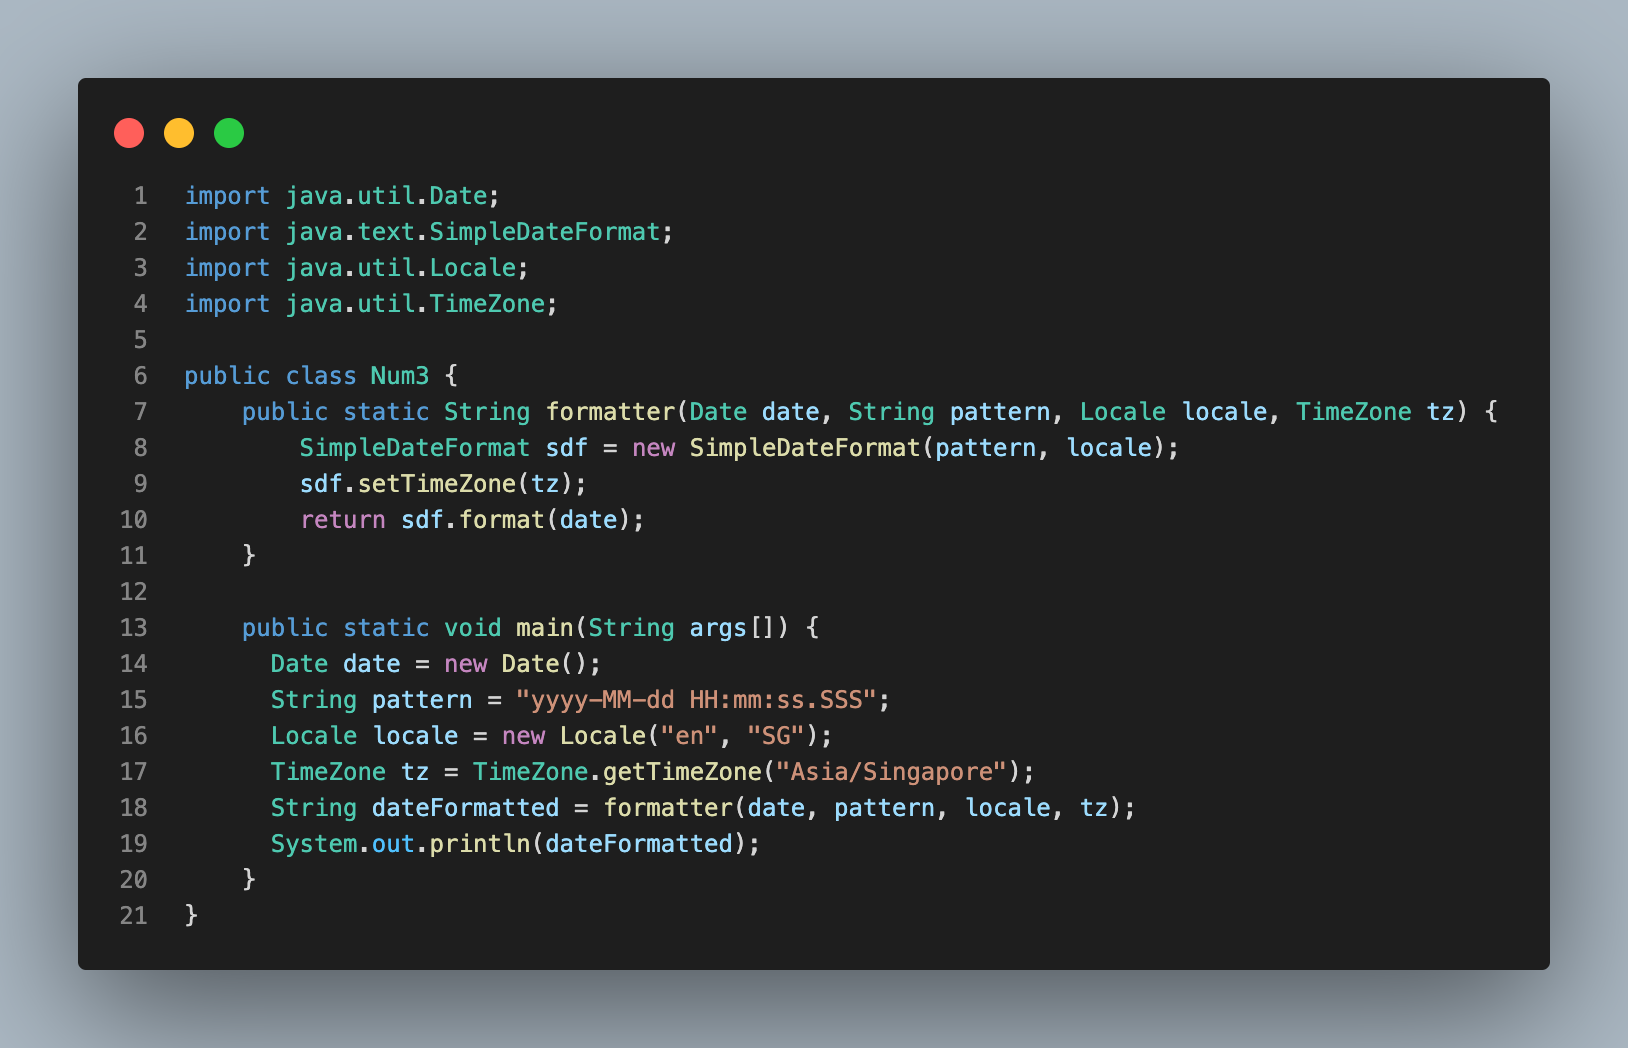 1 import java.util.Date;
2 import java.text.SimpleDateFormat;
3 import java.util.Locale;
4 import java.util.TimeZone;
5
6 public class Num3 {
7     public static String formatter(Date date, String pattern, Locale locale, TimeZone tz) {
8         SimpleDateFormat sdf = new SimpleDateFormat(pattern, locale);
9         sdf.setTimeZone(tz);
10         return sdf.format(date);
11     }
12
13     public static void main(String args[]) {
14       Date date = new Date();
15       String pattern = "yyyy-MM-dd HH:mm:ss.SSS";
16       Locale locale = new Locale("en", "SG");
17       TimeZone tz = TimeZone.getTimeZone("Asia/Singapore");
18       String dateFormatted = formatter(date, pattern, locale, tz);
19       System.out.println(dateFormatted);
20     }
21 }